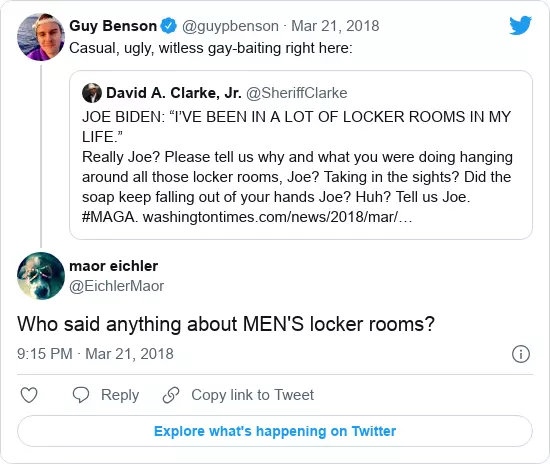 Guy Benson @guypbenson · Mar 21, 2018
Casual, ugly, witless gay-baiting right here:
David A. Clarke, Jr. @SheriffClarke
JOE BIDEN: “I’VE BEEN IN A LOT OF LOCKER ROOMS IN MY
LIFE.”
Really Joe? Please tell us why and what you were doing hanging
around all those locker rooms, Joe? Taking in the sights? Did the
soap keep falling out of your hands Joe? Huh? Tell us Joe.
#MAGA. washingtontimes.com/news/2018/mar/…
maor eichler
@EichlerMaor
Who said anything about MEN'S locker rooms?
9:15 PM · Mar 21, 2018
Reply Copy link to Tweet
Explore what's happening on Twitter